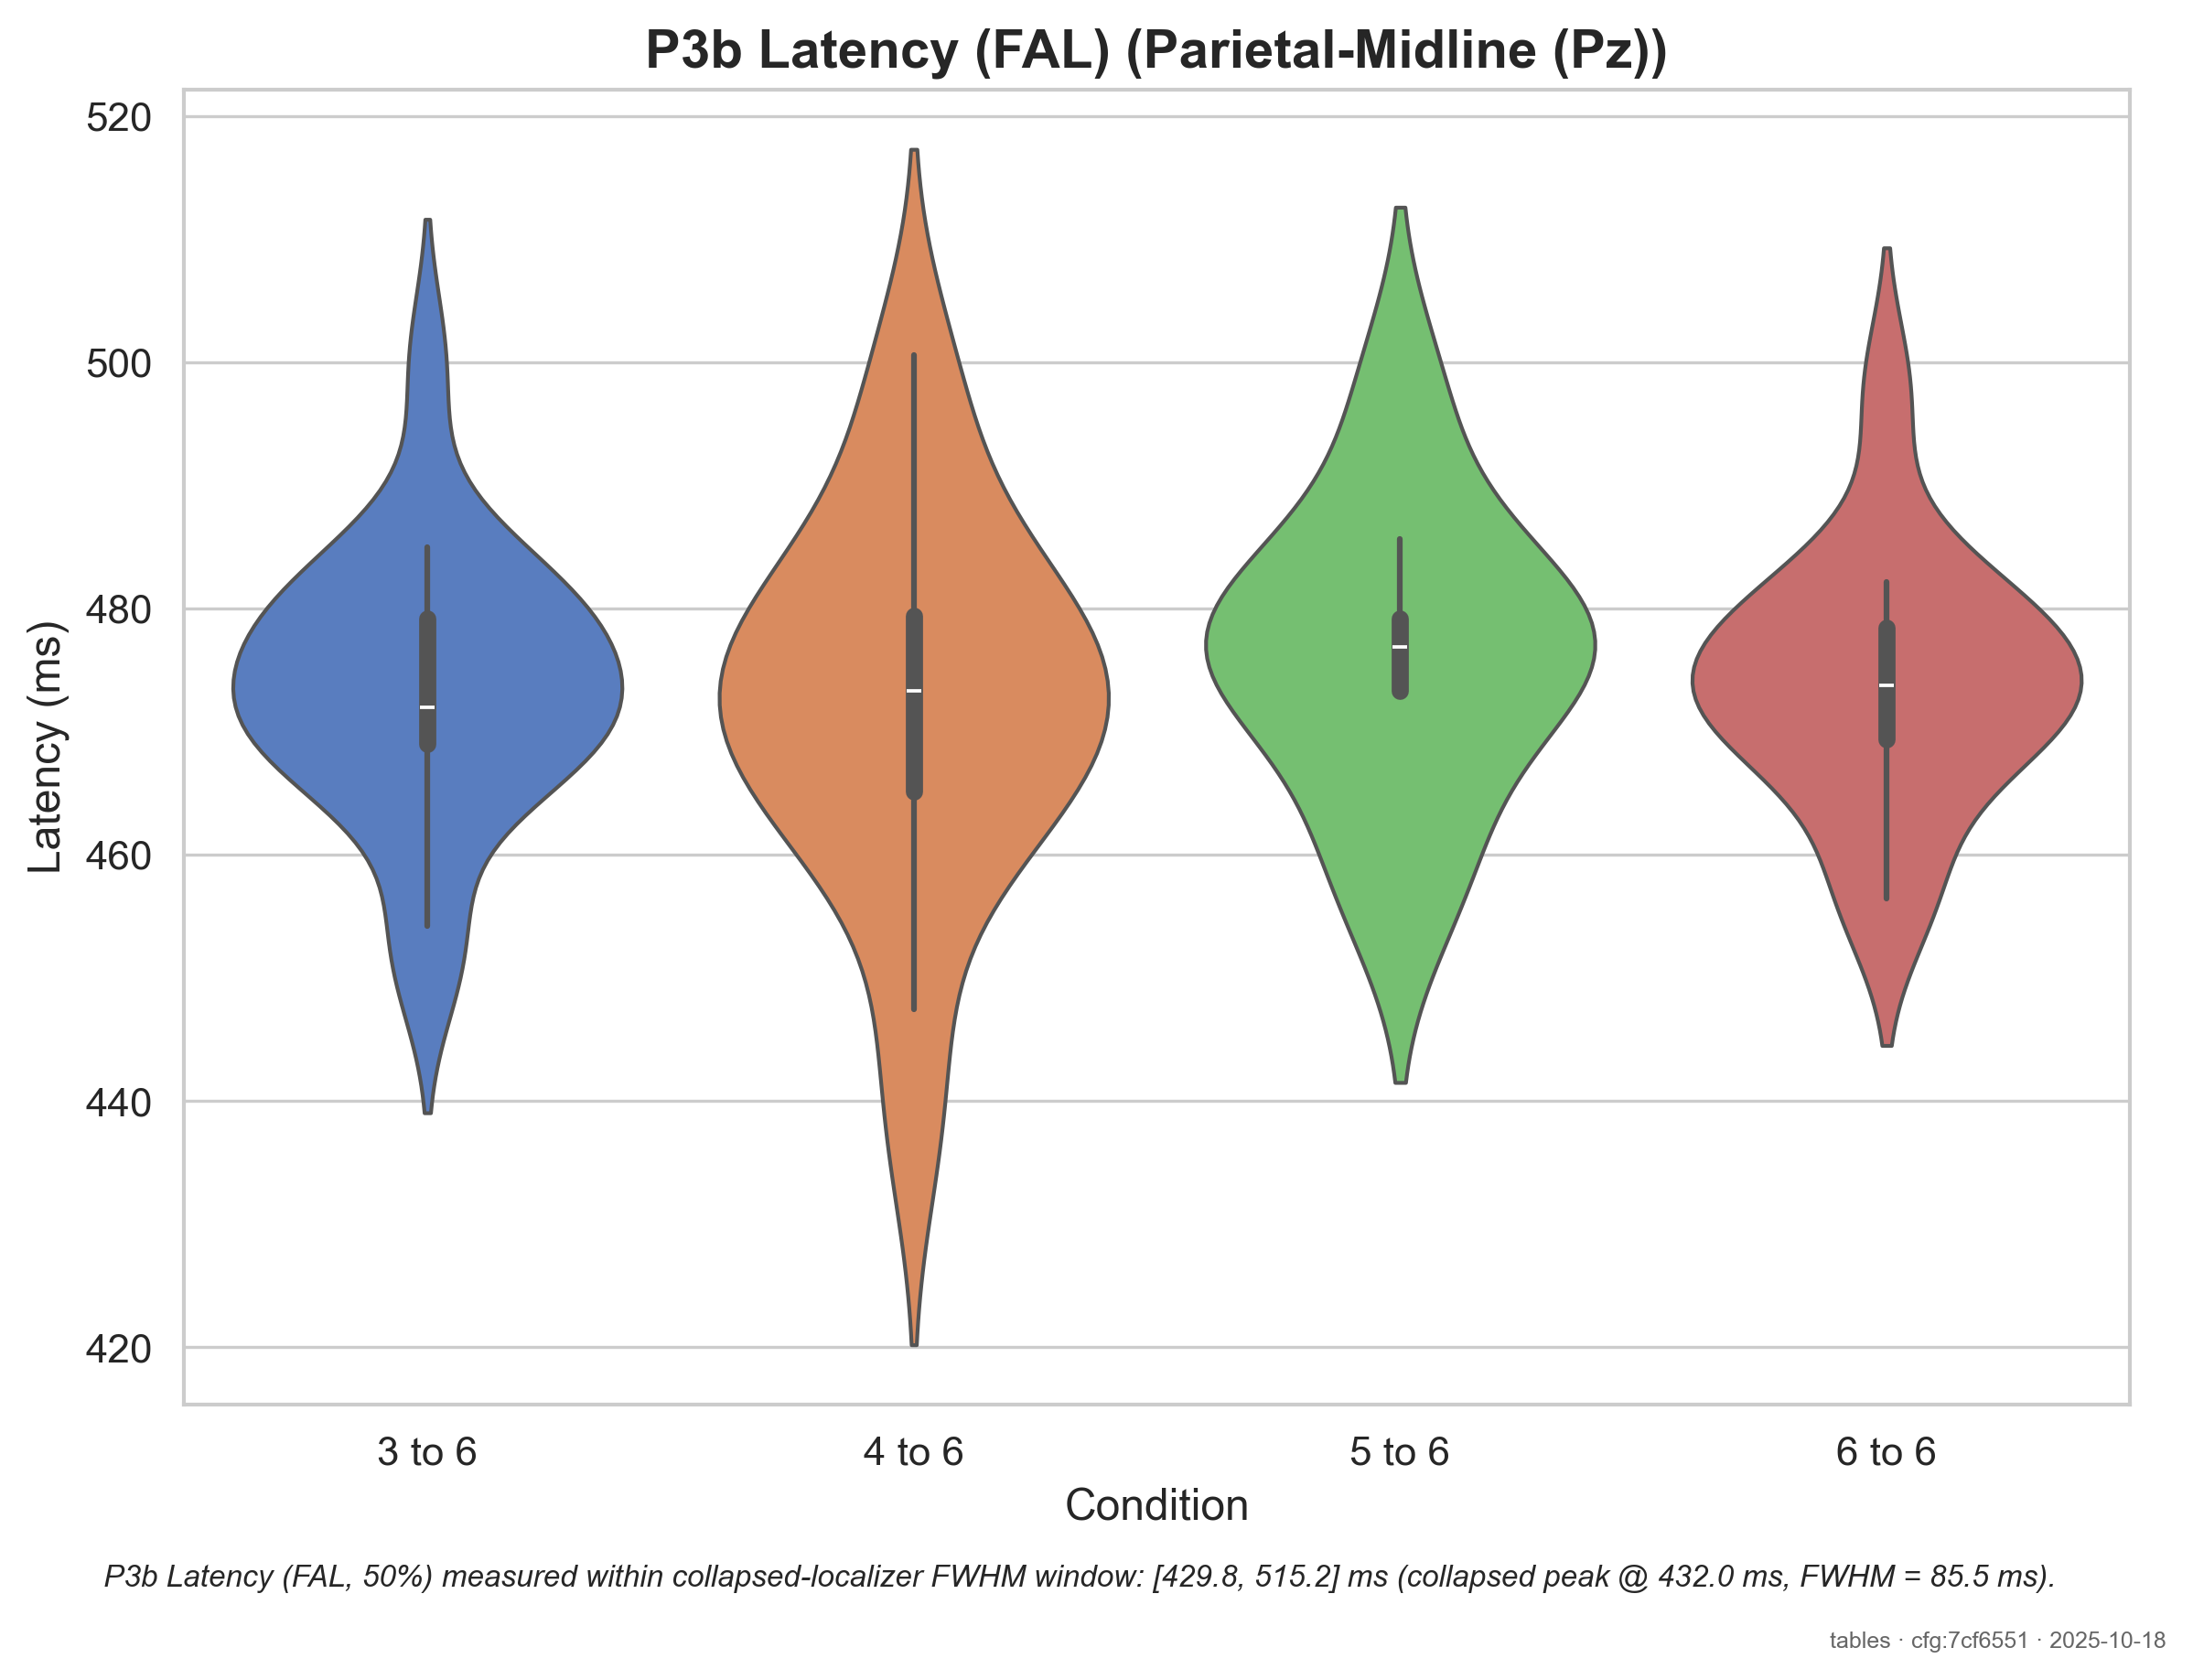 P3b Latency (FAL) (Parietal-Midline (Pz))
520
500
480
460
440
420
Latency (ms)
3 to 6
4 to 6
5 to 6
6 to 6
Condition
P3b Latency (FAL, 50%) measured within collapsed-localizer FWHM window: [429.8, 515.2] ms (collapsed peak @ 432.0 ms, FWHM = 85.5 ms).
tables · cfg:7cf6551 · 2025-10-18